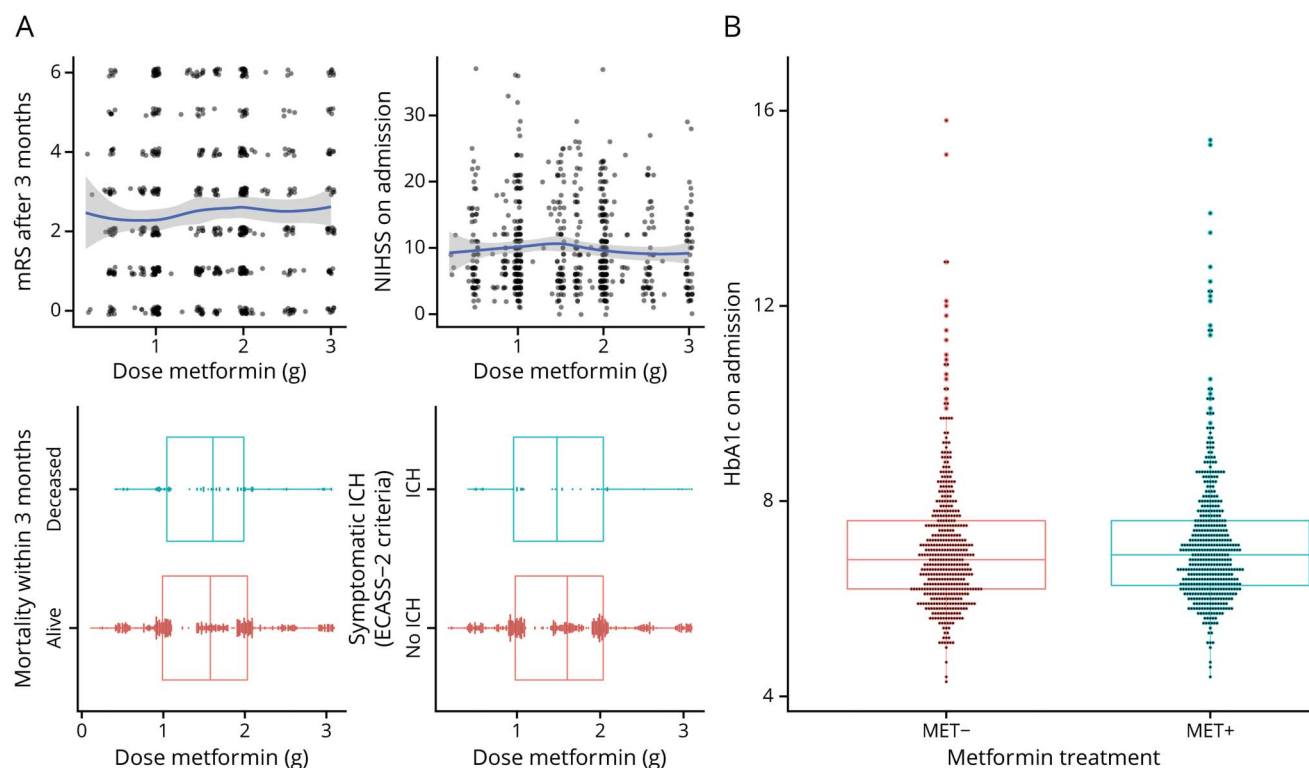 A
mRS after 3 months
6
4
2
0
1
2
3
Dose metformin (g)
NIHSS on admission
30
20
10
0
1
2
3
Dose metformin (g)
Mortality within 3 months
Deceased
Alive
0
1
2
3
Dose metformin (g)
Symptomatic ICH
(ECASS−2 criteria)
ICH
No ICH
1
2
3
Dose metformin (g)
B
HbA1c on admission
16
12
8
4
MET−
MET+
Metformin treatment